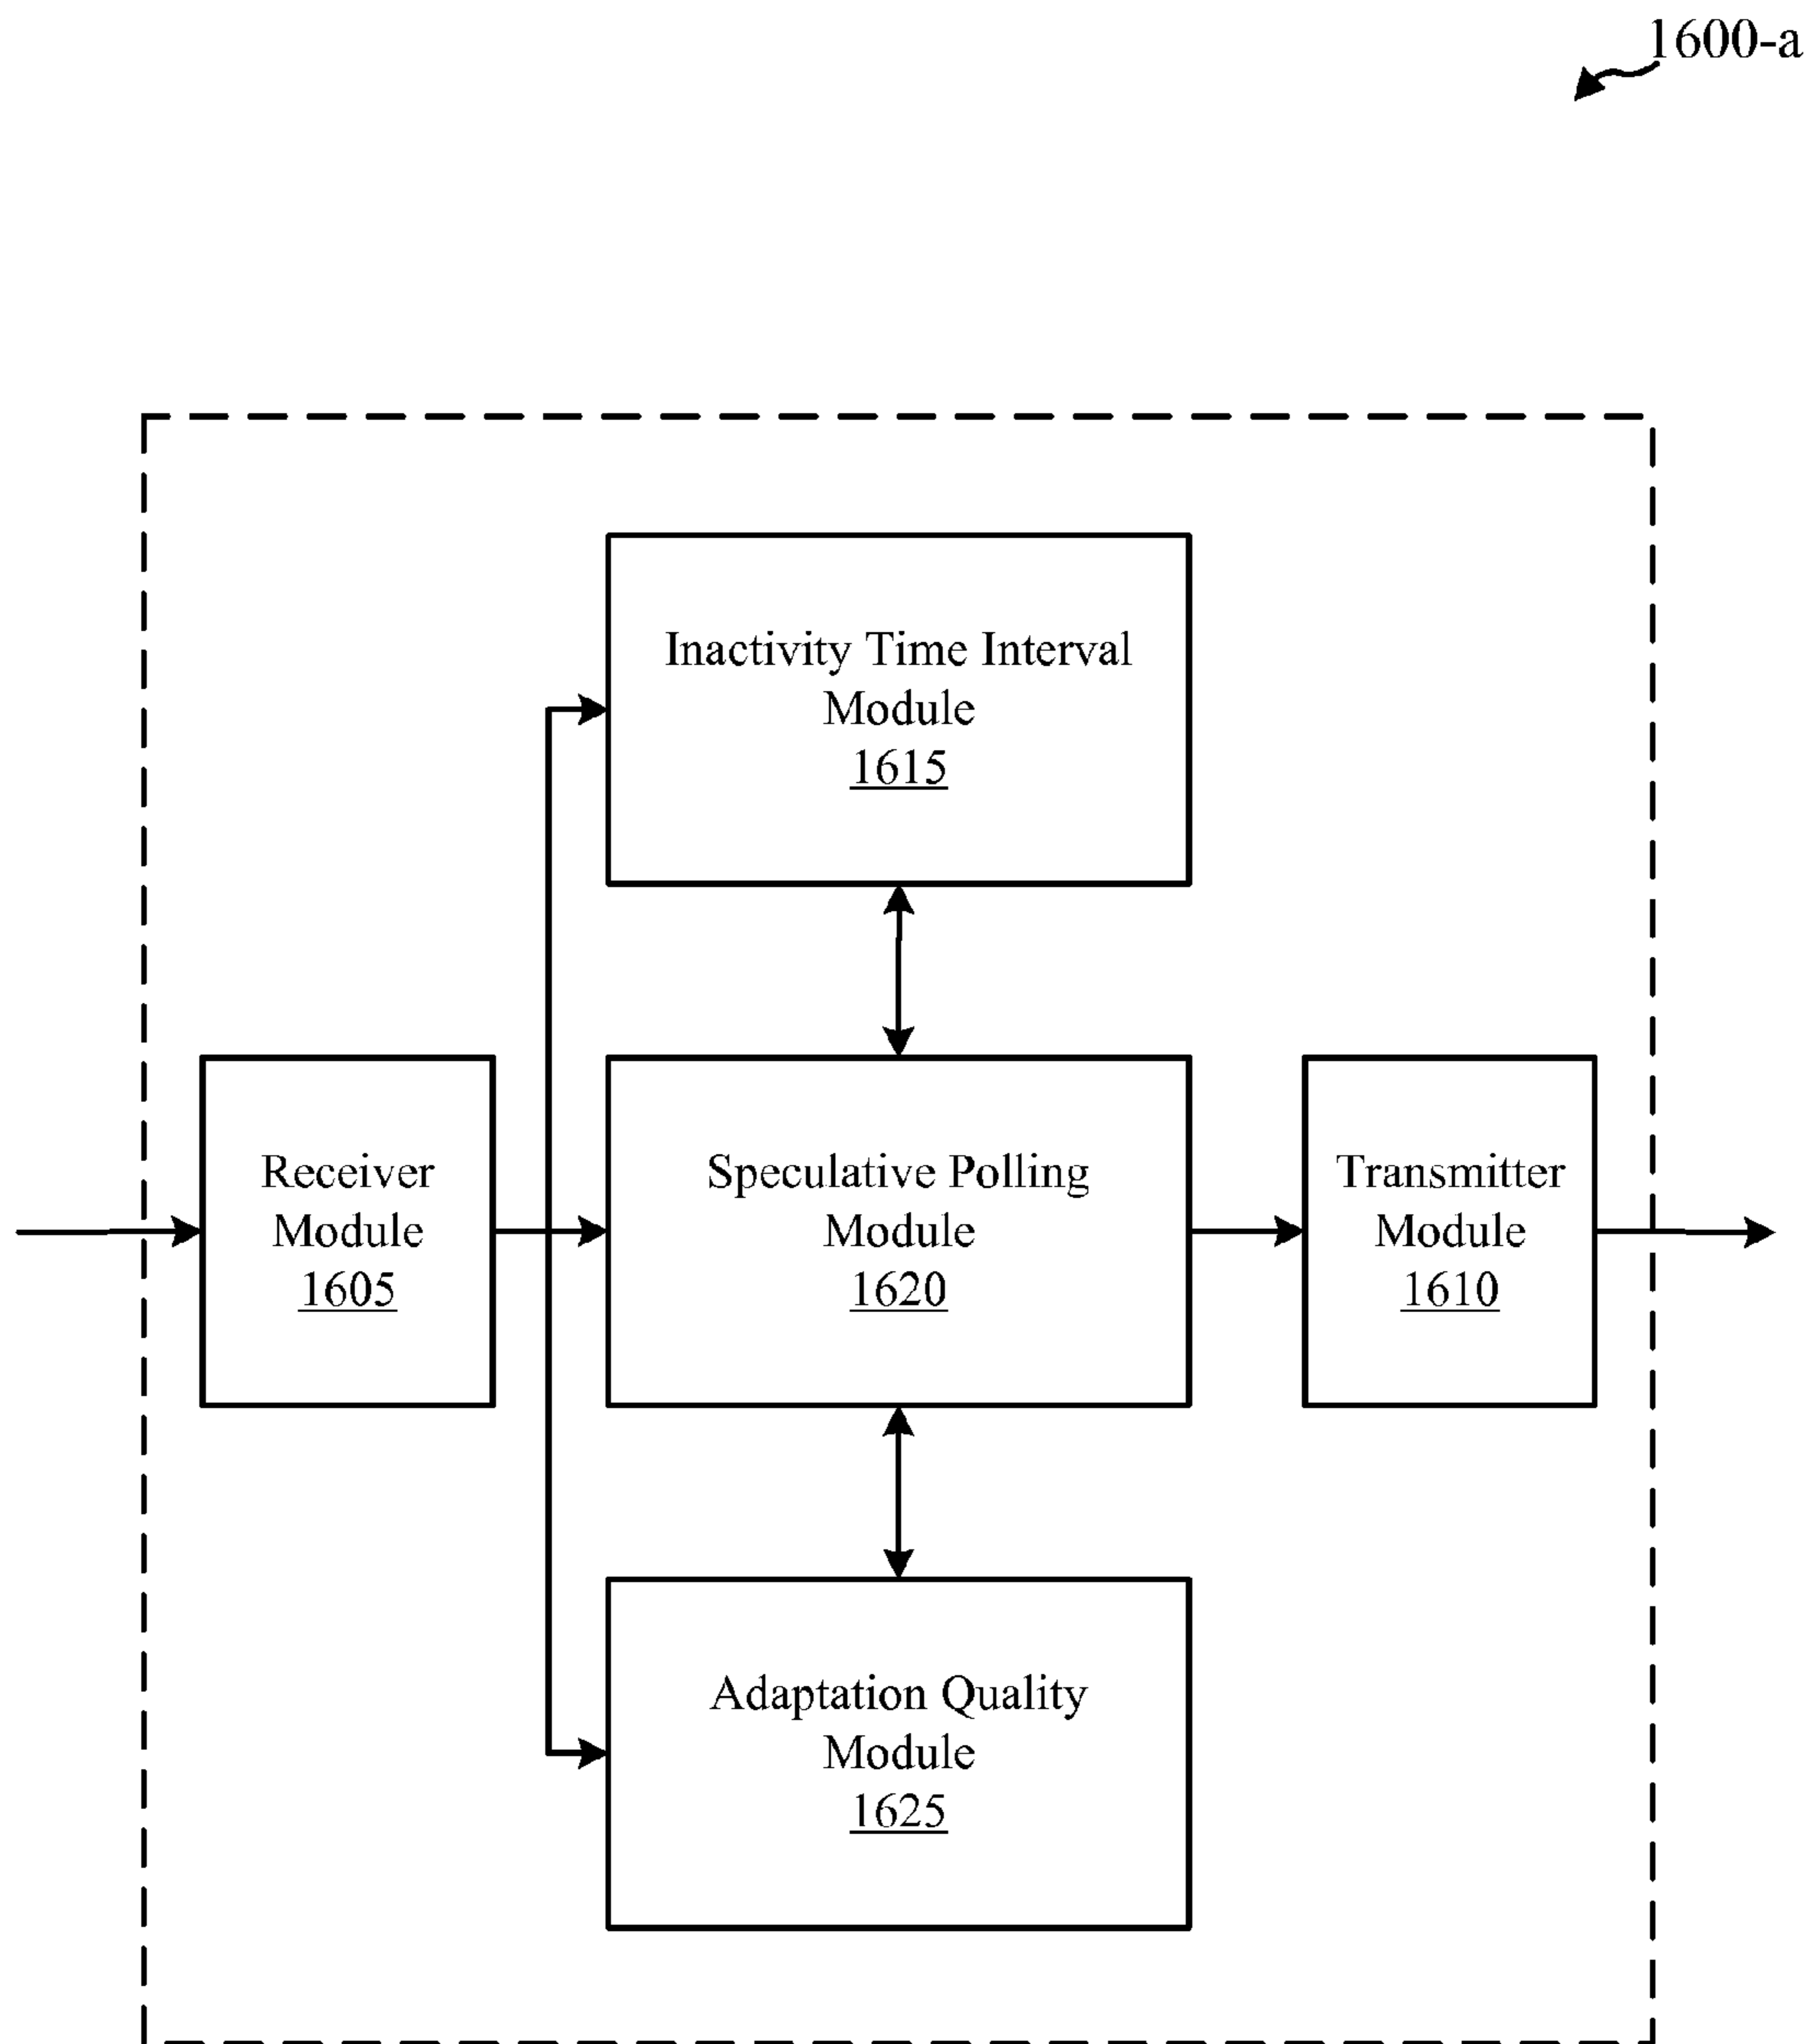 1600-a
Inactivity Time Interval
Module
1615
Receiver
Module
1605
Speculative Polling
Module
1620
Transmitter
Module
1610
Adaptation Quality
Module
1625